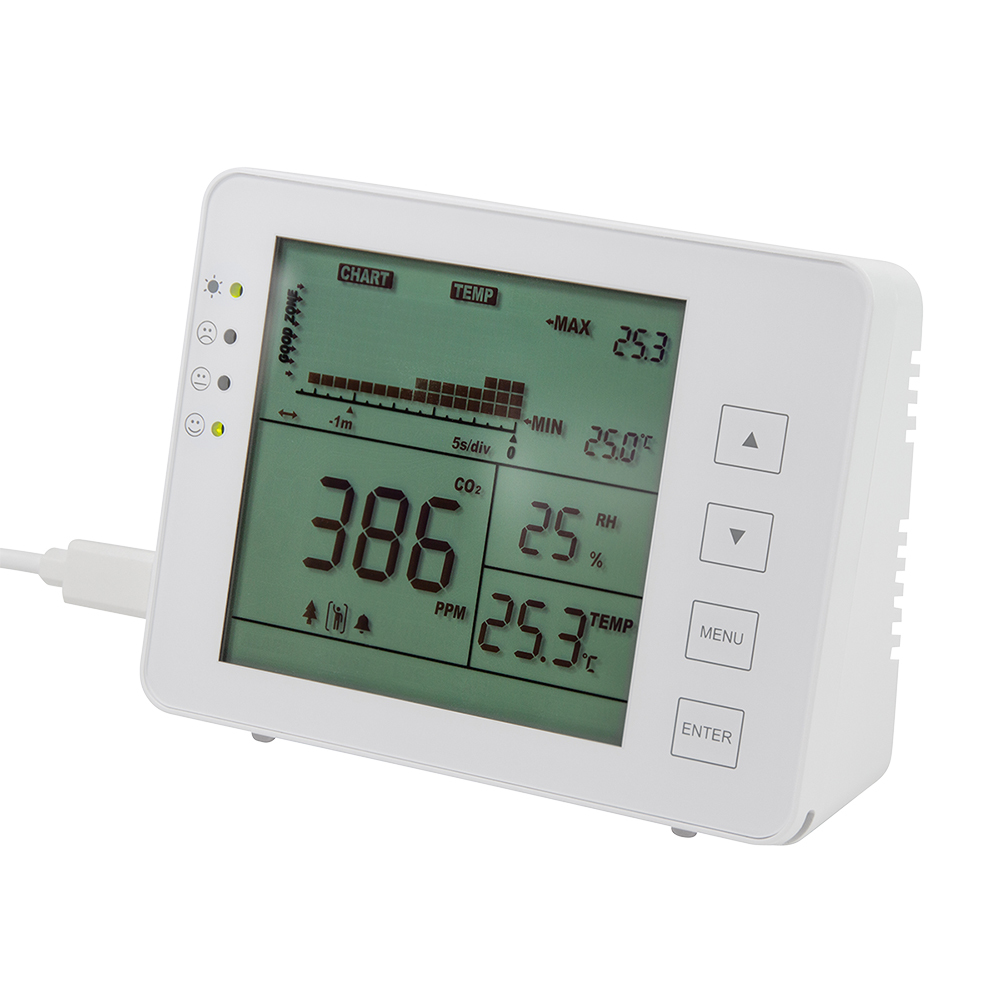 CHART
TEMP
GOOD ZONE
MAX
25.3
MIN
25.0°C
-1m
5s/div
0
CO₂
386
PPM
25
RH
%
25.3
TEMP
°C
MENU
ENTER